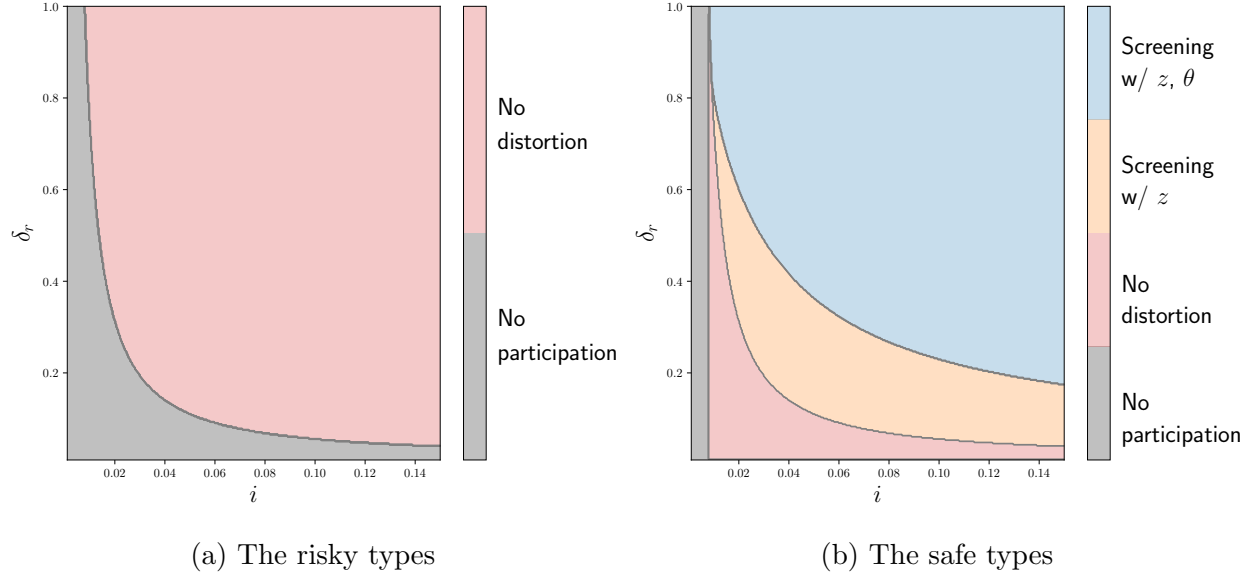 1.0
0.8
0.6
0.4
0.2
δr
0.02 0.04 0.06 0.08 0.10 0.12 0.14
i
No
distortion
No
participation
(a) The risky types
1.0
0.8
0.6
0.4
0.2
δr
0.02 0.04 0.06 0.08 0.10 0.12 0.14
i
Screening
w/ z, θ
Screening
w/ z
No
distortion
No
participation
(b) The safe types